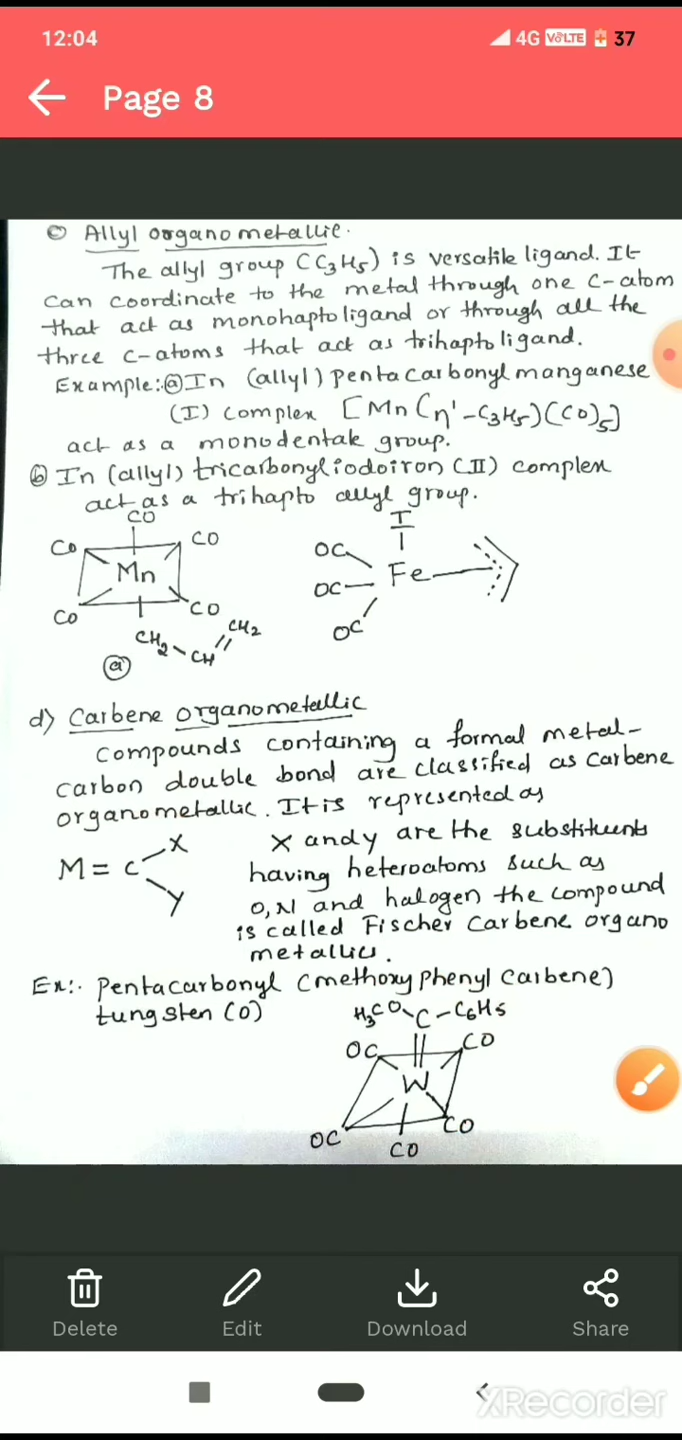 12:04 4G VoLTE 37
Page 8
© Allyl organometallic.
The allyl group C C3H5) is versatile ligand. It
can coordinate to the metal through one C-atom
that act as monohapto ligand or through all the
three C-atoms that act as trihapto ligand.
Example:- ⓐ In (allyl) pentacarbonyl manganese
(I) complex [Mn(η'-C3H5)(CO)5]
act as a monodentate group.
ⓑ In (allyl) tricarbonyliodoiron (II) complex
act as a trihapto allyl group.
CO
CO CO
Mn
CO CO
CH2-CH=CH2
ⓐ
I
OC
OC- Fe
OC
d) Carbene organometallic
Compounds containing a formal metal-
carbon double bond are classified as Carbene
organometallic. It is represented as
M=C X Y
X and y are the substituents
having heteroatoms such as
O, N and halogen the compound
is called Fischer Carbene organo
metallics.
Ex:. Pentacarbonyl (methoxyphenyl Carbene)
tungsten (0)
H3CO-C-C6H5
OC CO
W
OC CO
CO
Delete Edit Download Share
XRecorder